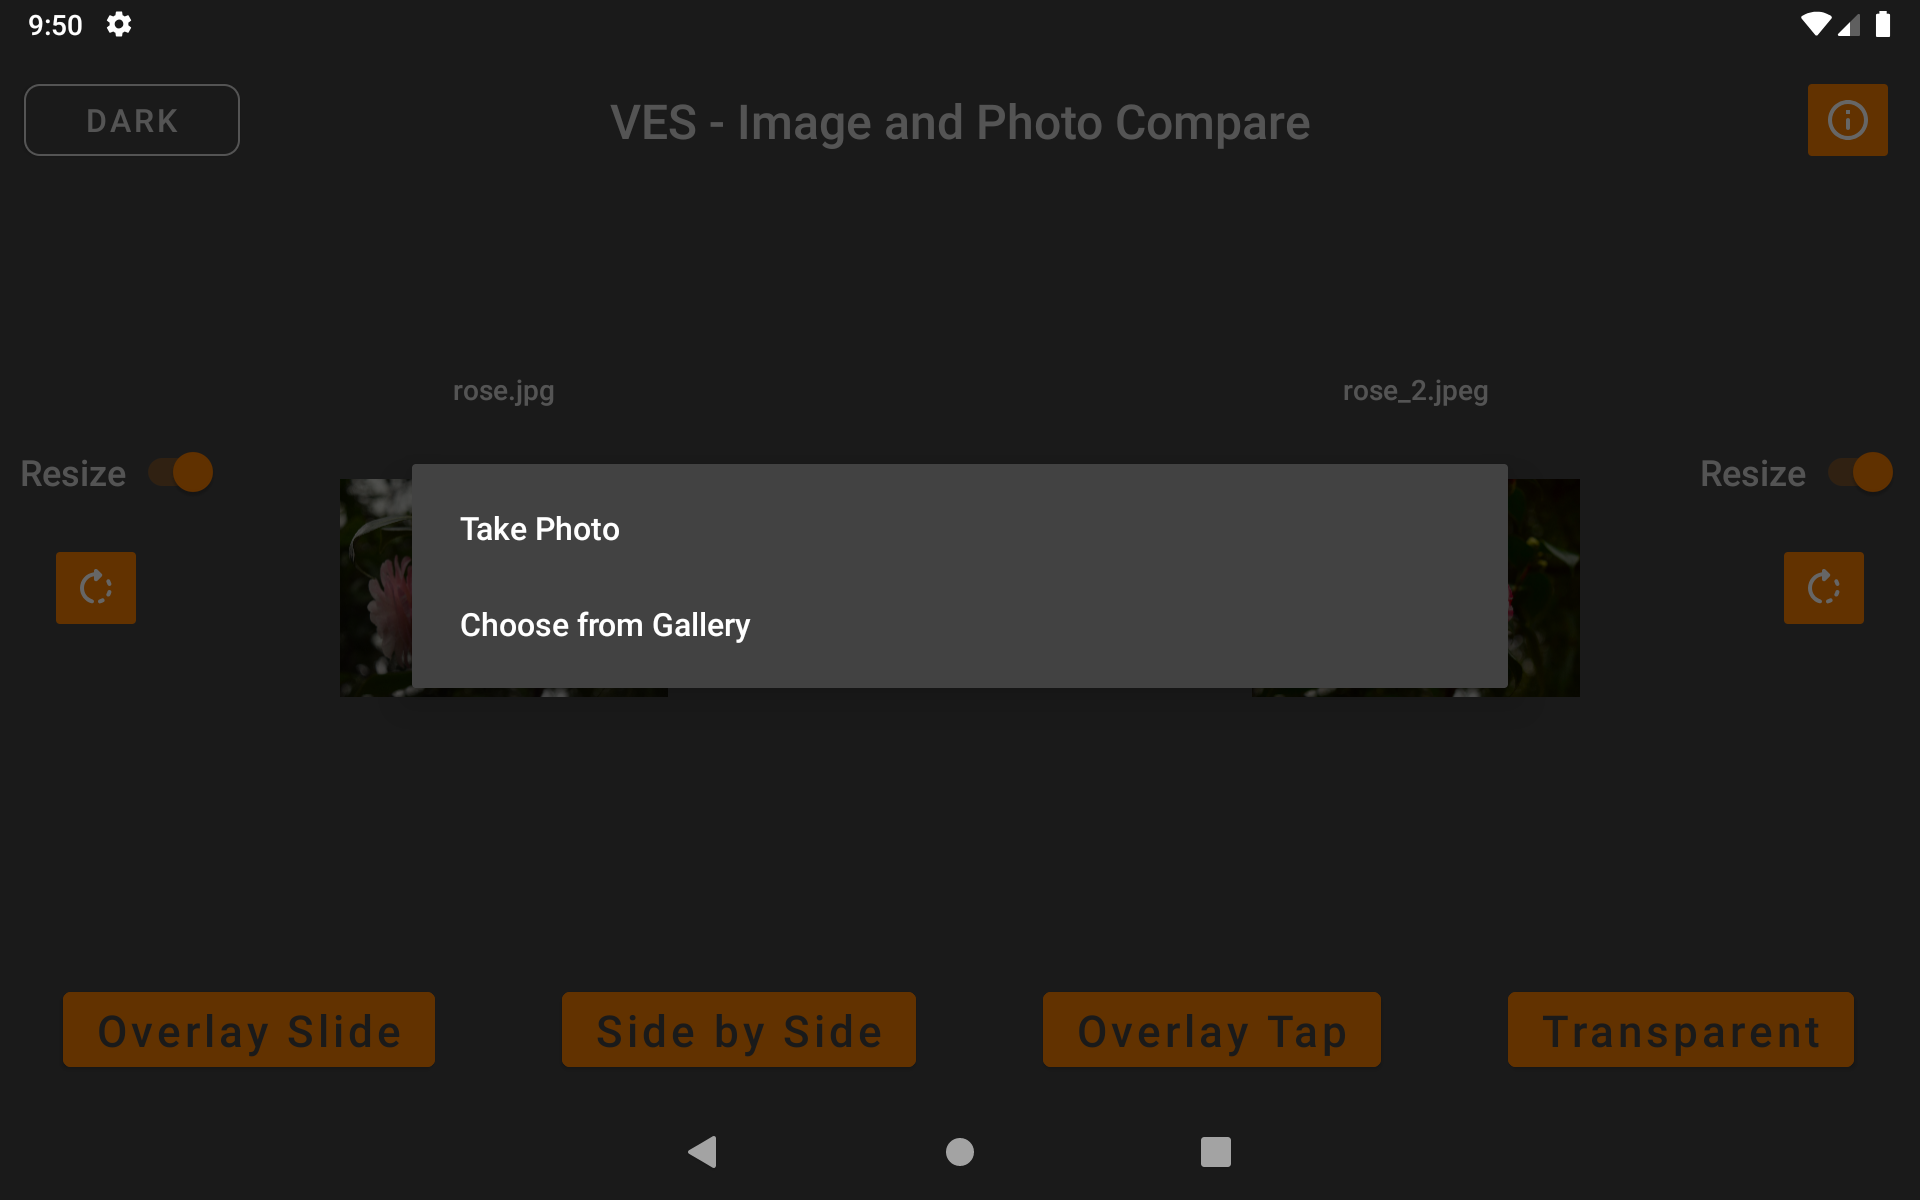 9:50
DARK
VES - Image and Photo Compare
rose.jpg
rose_2.jpeg
Resize
Resize
Take Photo
Choose from Gallery
Overlay Slide
Side by Side
Overlay Tap
Transparent